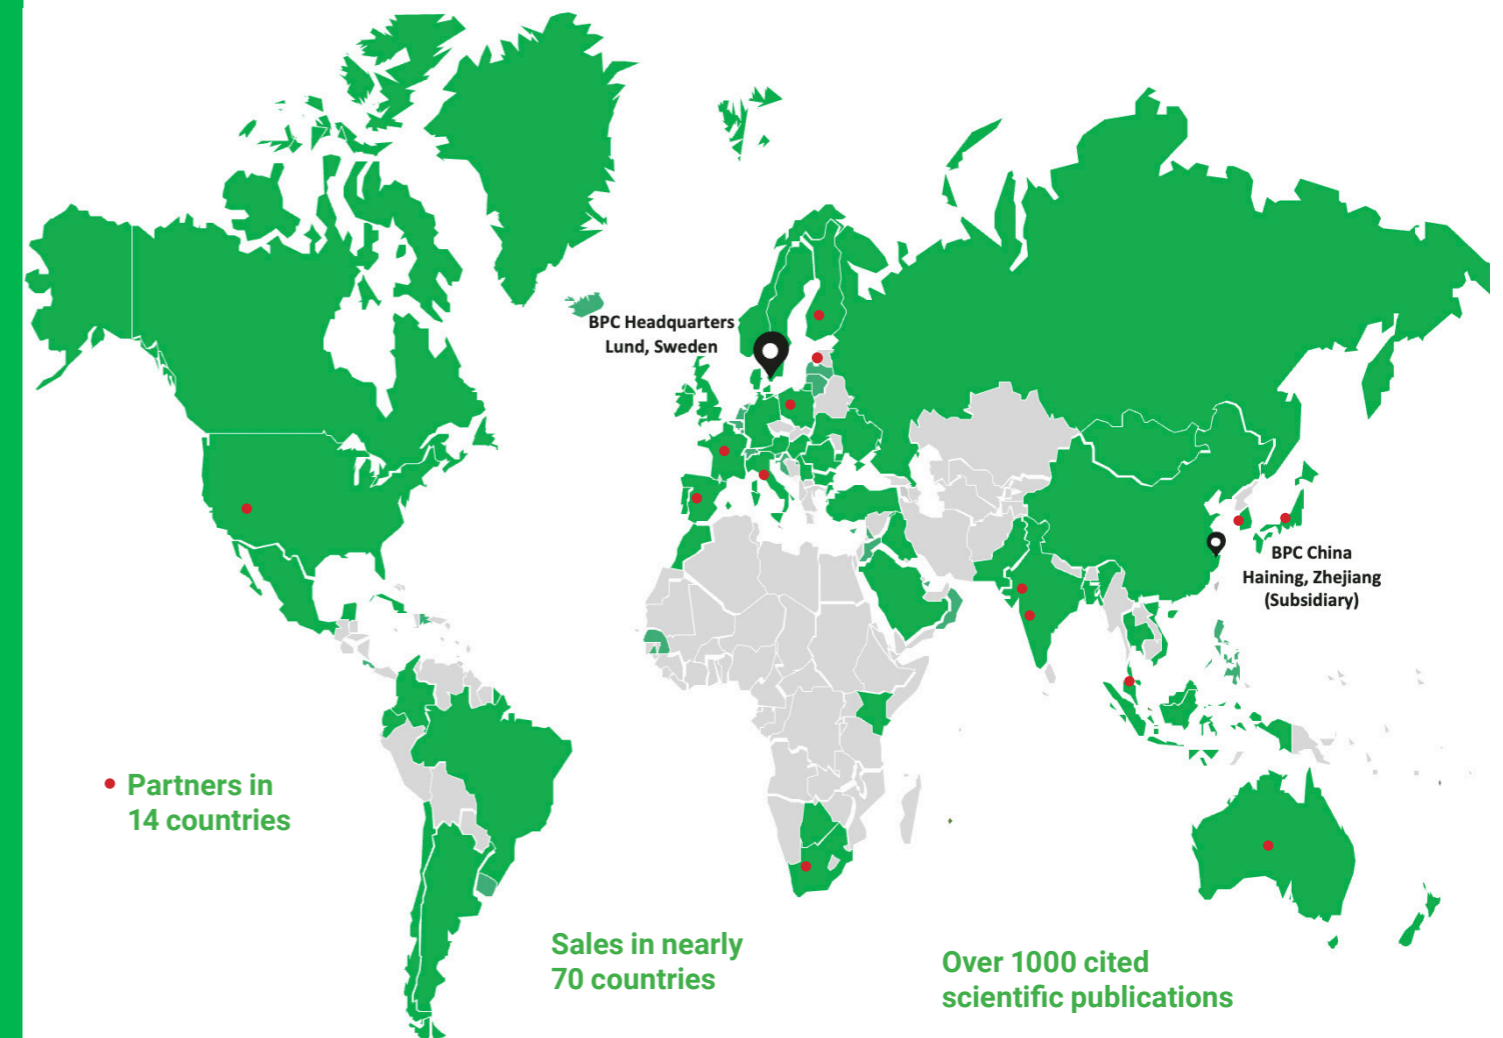 BPC Headquarters
Lund, Sweden
BPC China
Haining, Zhejiang
(Subsidiary)
Partners in
14 countries
Sales in nearly
70 countries
Over 1000 cited
scientific publications